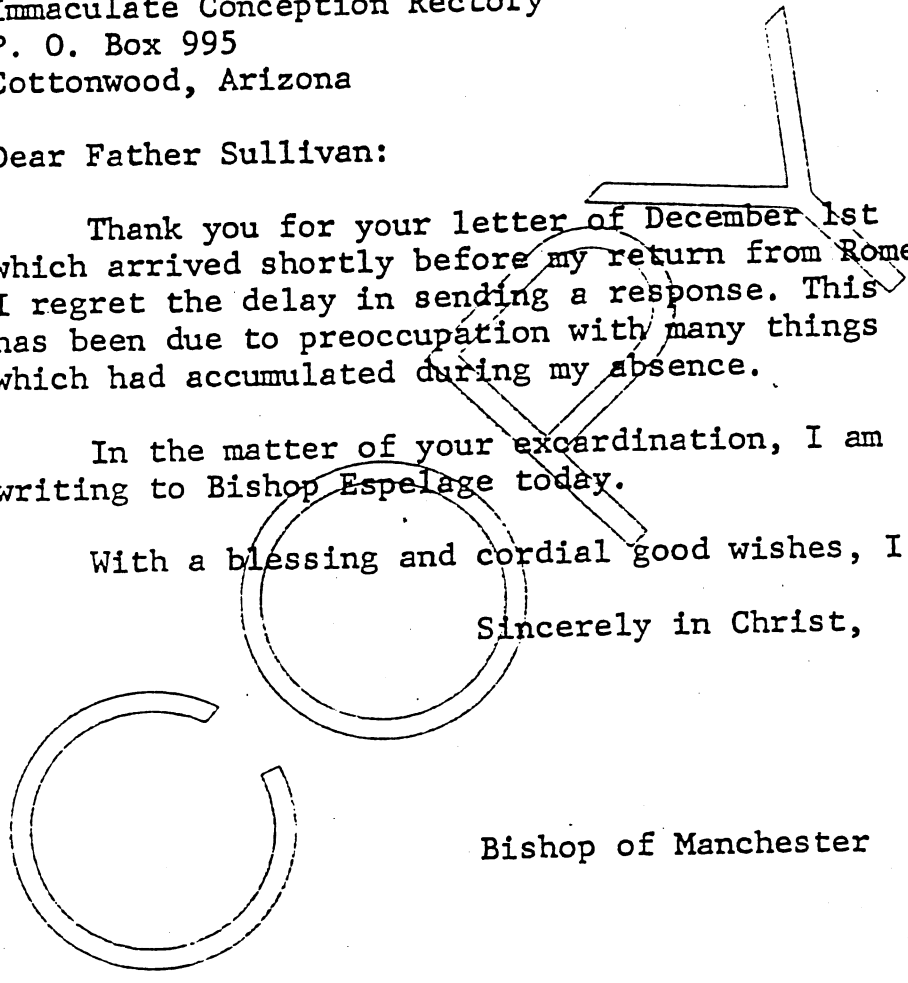 Immaculate Conception Rectory
P. O. Box 995
Cottonwood, Arizona
Dear Father Sullivan:
Thank you for your letter of December 1st
which arrived shortly before my return from Rome
I regret the delay in sending a response. This
has been due to preoccupation with many things
which had accumulated during my absence.
In the matter of your excardination, I am
writing to Bishop Espelage today.
With a blessing and cordial good wishes, I
Sincerely in Christ,
Bishop of Manchester
COPY